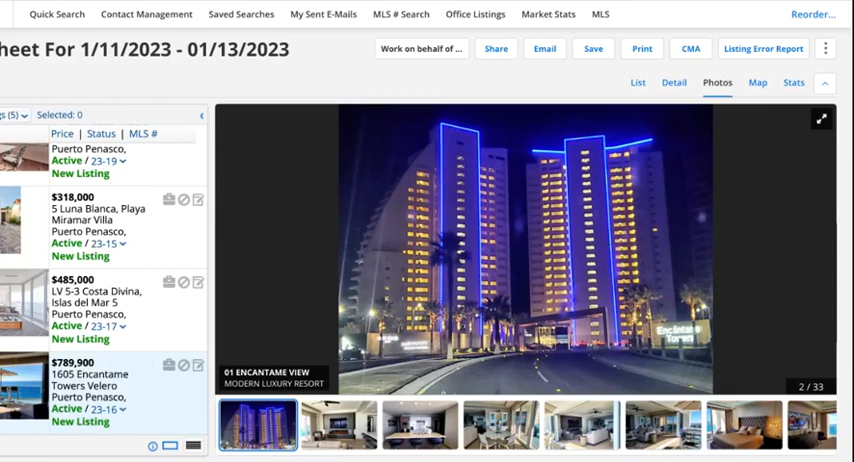 Quick Search Contact Management Saved Searches My Sent E-Mails MLS # Search Office Listings Market Stats MLS Reorder...
heet For 1/11/2023 - 01/13/2023
Work on behalf of ... Share Email Save Print CMA Listing Error Report
List Detail Photos Map Stats
gs (5) Selected: 0
Price | Status | MLS #
Puerto Penasco,
Active / 23-19
New Listing
$318,000
5 Luna Blanca, Playa
Miramar Villa
Puerto Penasco,
Active / 23-15
New Listing
$485,000
LV 5-3 Costa Divina,
Islas del Mar 5
Puerto Penasco,
Active / 23-17
New Listing
$789,900
1605 Encantame
Towers Velero
Puerto Penasco,
Active / 23-16
New Listing
Encántame
Towers
01 ENCANTAME VIEW
MODERN LUXURY RESORT
2 / 33